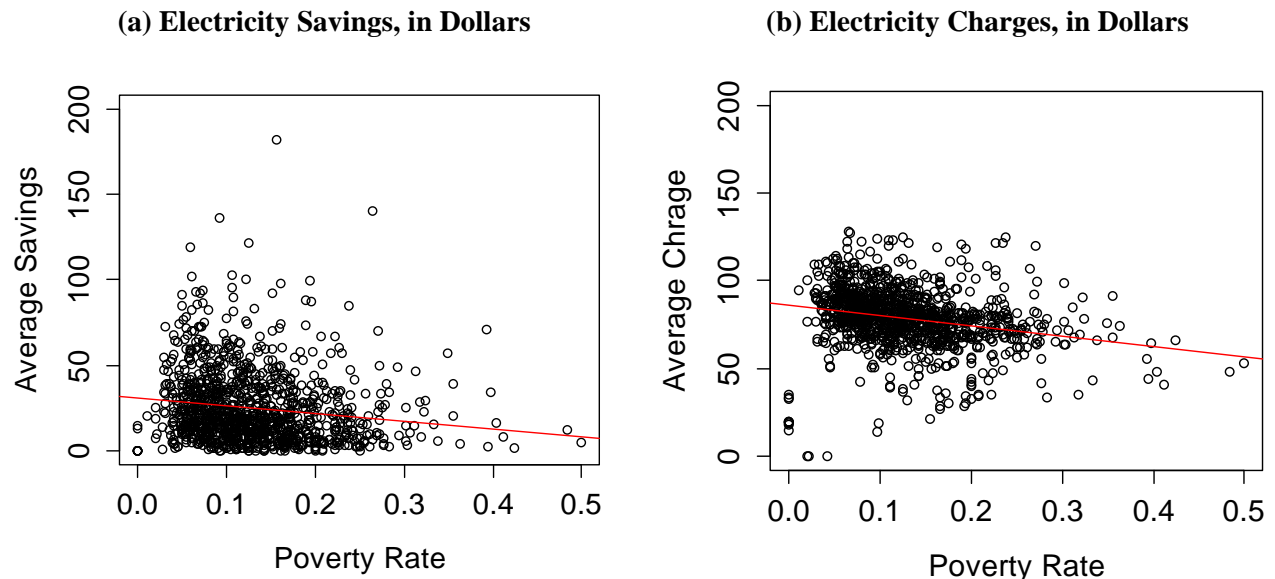 (a) Electricity Savings, in Dollars
(b) Electricity Charges, in Dollars
Average Savings
200
150
100
50
0
0.0 0.1 0.2 0.3 0.4 0.5
Poverty Rate
Average Chrage
200
150
100
50
0
0.0 0.1 0.2 0.3 0.4 0.5
Poverty Rate